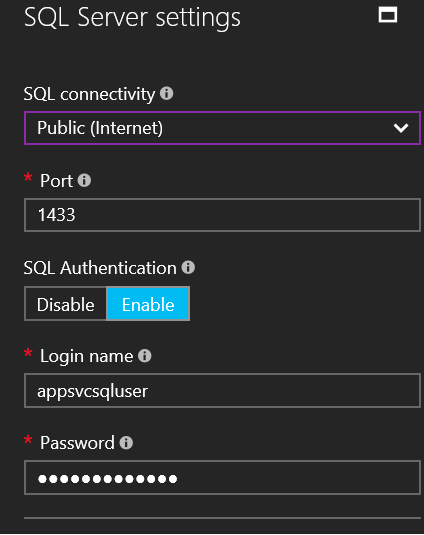 SQL Server settings
SQL connectivity
Public (Internet)
* Port
1433
SQL Authentication
Disable Enable
* Login name
appsvcsqluser
* Password
●●●●●●●●●●●●●